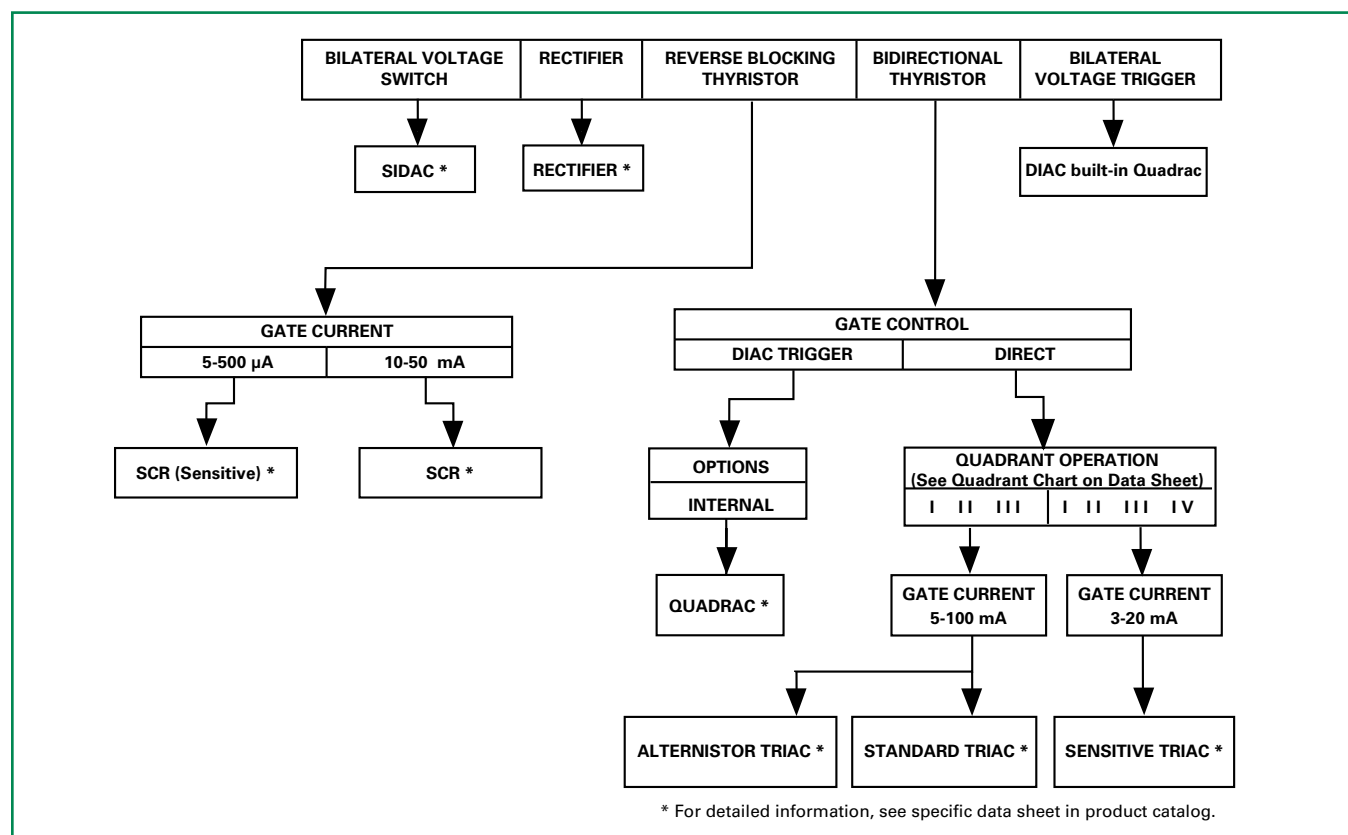 BILATERAL VOLTAGE
SWITCH
RECTIFIER
REVERSE BLOCKING
THYRISTOR
BIDIRECTIONAL
THYRISTOR
BILATERAL
VOLTAGE TRIGGER
SIDAC *
RECTIFIER *
DIAC built-in Quadrac
GATE CURRENT
5-500 µA
10-50 mA
GATE CONTROL
DIAC TRIGGER
DIRECT
SCR (Sensitive) *
SCR *
OPTIONS
INTERNAL
QUADRANT OPERATION
(See Quadrant Chart on Data Sheet)
I II III
I II III IV
QUADRAC *
GATE CURRENT
5-100 mA
GATE CURRENT
3-20 mA
ALTERNISTOR TRIAC *
STANDARD TRIAC *
SENSITIVE TRIAC *
* For detailed information, see specific data sheet in product catalog.